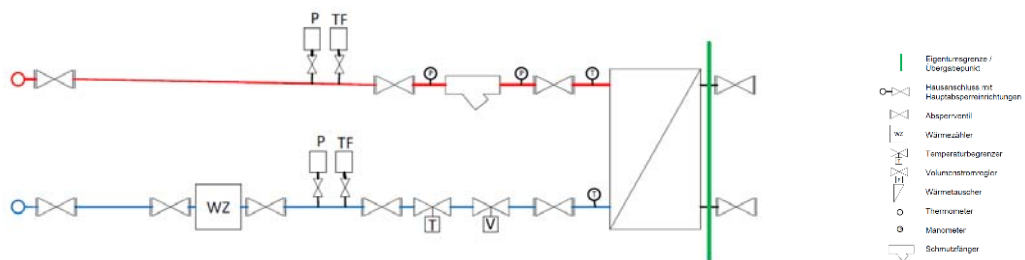 P TF
P P T
P TF
WZ
T V
T
Eigentumsgrenze /
Übergabepunkt
Hausanschluss mit
Hauptabsperreinrichtungen
Absperrventil
WZ Wärmezähler
Temperaturbegrenzer
Volumenstromregler
Wärmetauscher
Thermometer
Manometer
Schmutzfänger